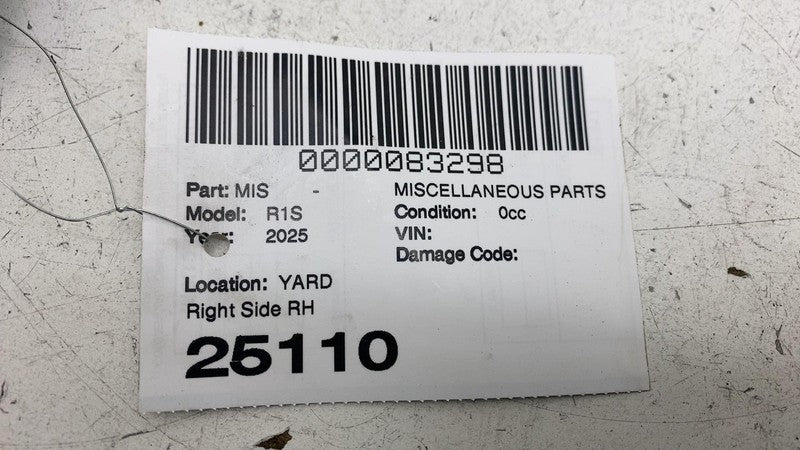 0000083298
Part: MIS - MISCELLANEOUS PARTS
Model: R1S Condition: 0cc
Year: 2025 VIN:
Damage Code:
Location: YARD
Right Side RH
25110